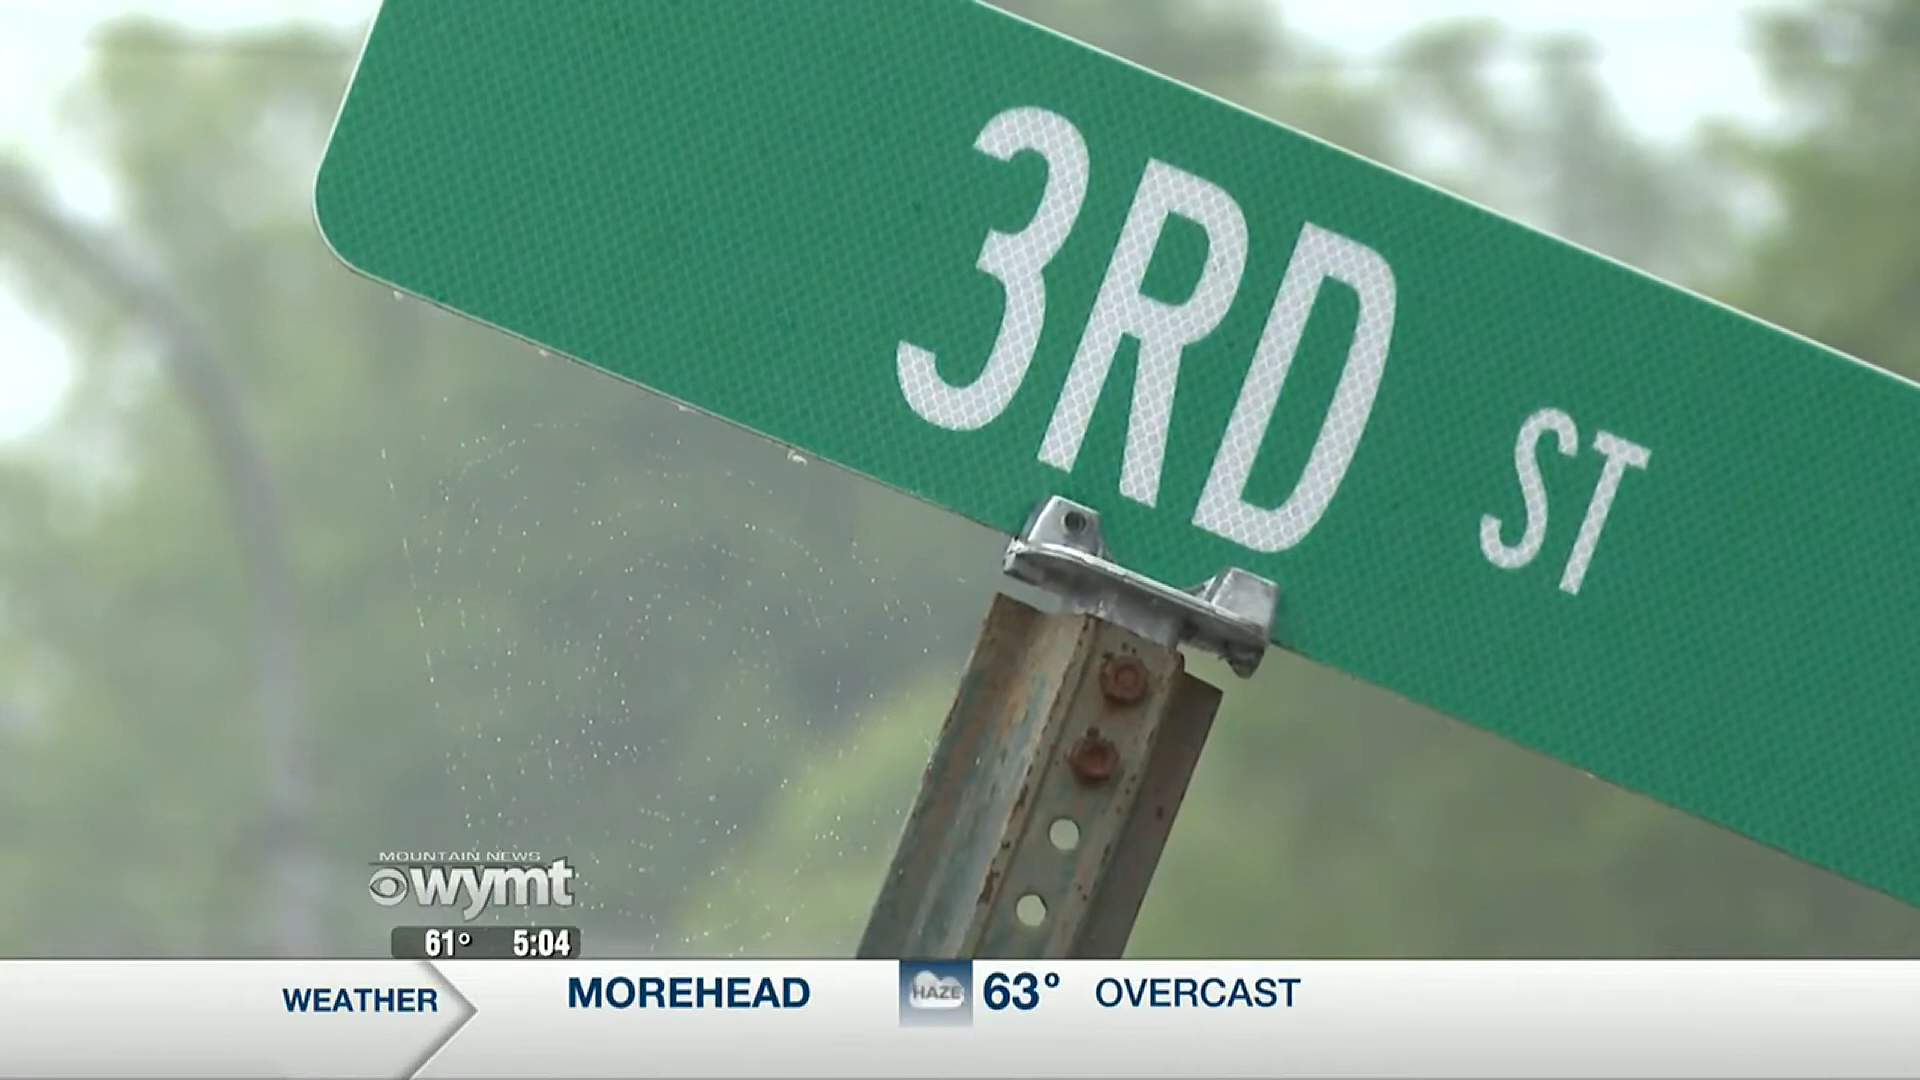 3RD ST
MOUNTAIN NEWS
wymt
61° 5:04
WEATHER MOREHEAD HAZE 63° OVERCAST